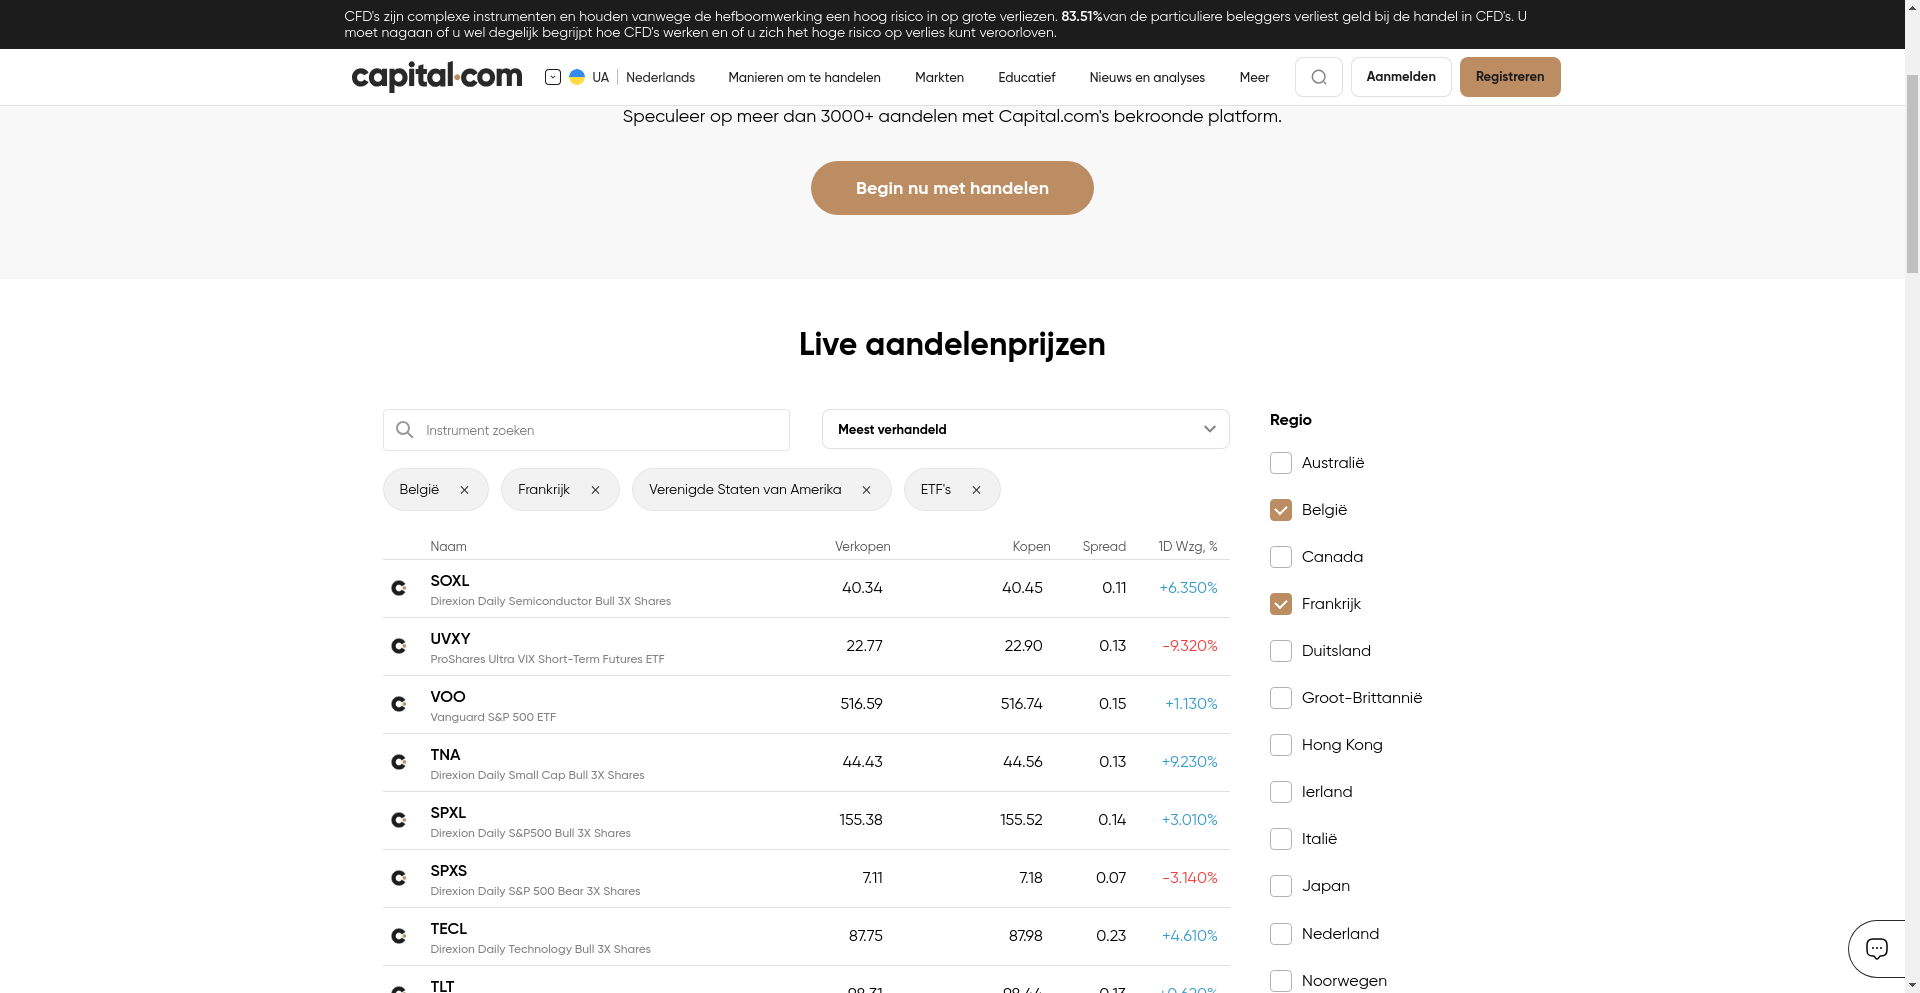 CFD's zijn complexe instrumenten en houden vanwege de hefboomwerking een hoog risico in op grote verliezen. 83.51%van de particuliere beleggers verliest geld bij de handel in CFD's. U
moet nagaan of u wel degelijk begrijpt hoe CFD's werken en of u zich het hoge risico op verlies kunt veroorloven.
capital.com UA Nederlands Manieren om te handelen Markten Educatief Nieuws en analyses Meer Aanmelden Registreren
Speculeer op meer dan 3000+ aandelen met Capital.com's bekroonde platform.
Begin nu met handelen
Live aandelenprijzen
Instrument zoeken
Meest verhandeld
België Frankrijk Verenigde Staten van Amerika ETF's
Naam Verkopen Kopen Spread 1D Wzg, %
SOXL 40.34 40.45 0.11 +6.350%
Direxion Daily Semiconductor Bull 3X Shares
UVXY 22.77 22.90 0.13 -9.320%
ProShares Ultra VIX Short-Term Futures ETF
VOO 516.59 516.74 0.15 +1.130%
Vanguard S&P 500 ETF
TNA 44.43 44.56 0.13 +9.230%
Direxion Daily Small Cap Bull 3X Shares
SPXL 155.38 155.52 0.14 +3.010%
Direxion Daily S&P500 Bull 3X Shares
SPXS 7.11 7.18 0.07 -3.140%
Direxion Daily S&P 500 Bear 3X Shares
TECL 87.75 87.98 0.23 +4.610%
Direxion Daily Technology Bull 3X Shares
TLT
Regio
Australië
België
Canada
Frankrijk
Duitsland
Groot-Brittannië
Hong Kong
Ierland
Italië
Japan
Nederland
Noorwegen